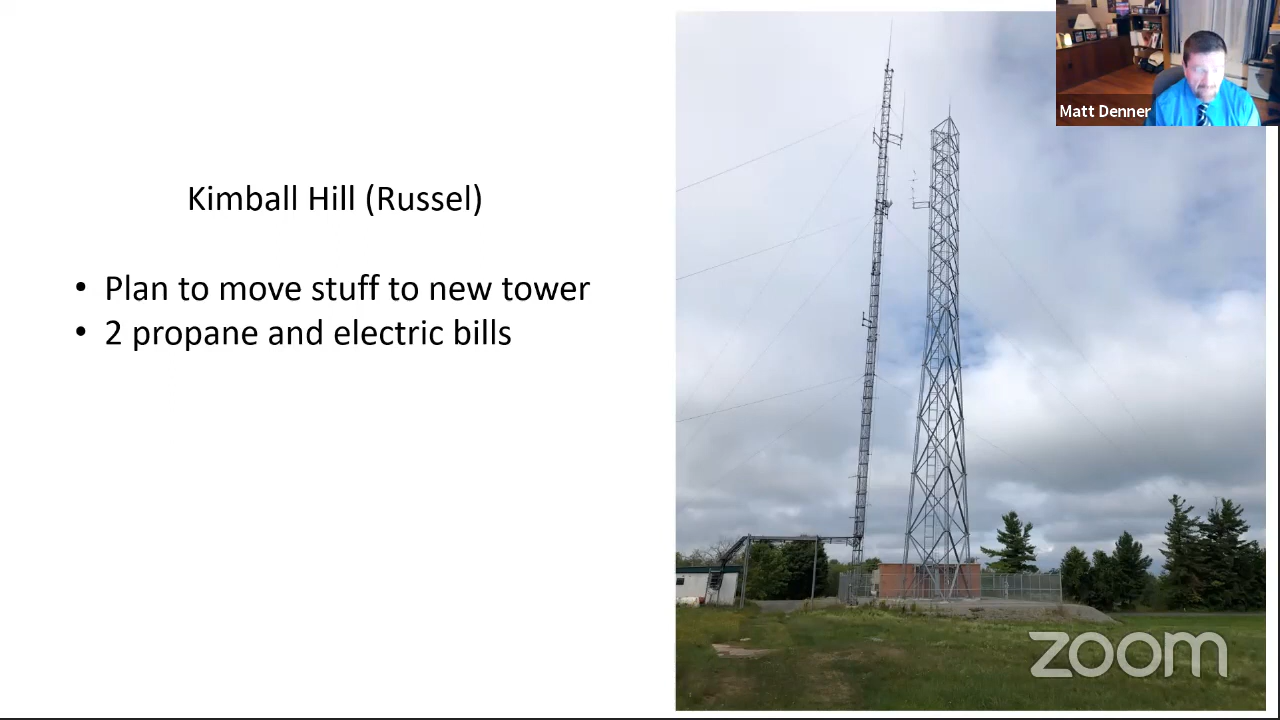 Kimball Hill (Russel)
• Plan to move stuff to new tower
• 2 propane and electric bills
Matt Denner
zoom